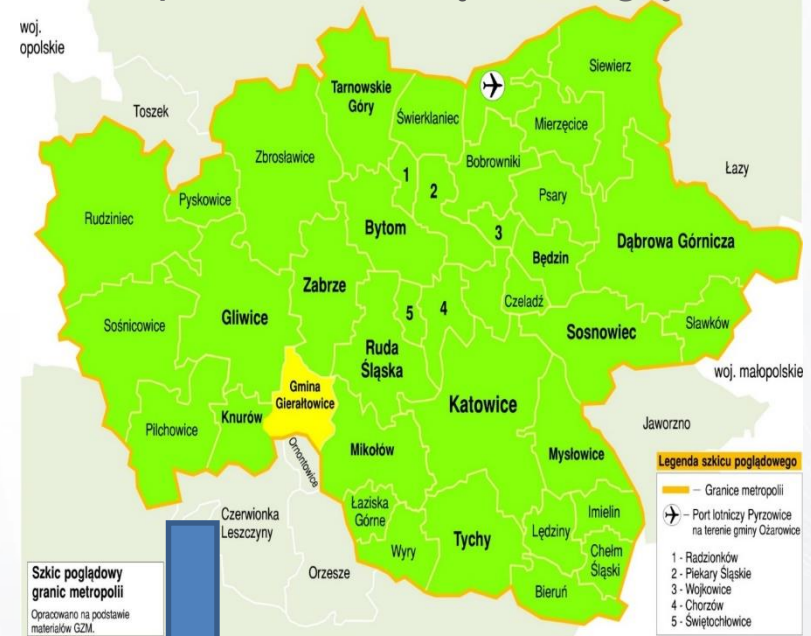 woj.
opolskie
Toszek
Tarnowskie
Góry
Świerklaniec
Siewierz
Mierzęcice
Zbrosławice
Bobrowniki
Łazy
1
2
Pyskowice
Psary
Rudziniec
Bytom
3
Dąbrowa Górnicza
Będzin
Zabrze
Czeladź
Gliwice
5
4
Sośnicowice
Sosnowiec
Sławków
Ruda
Śląska
woj. małopolskie
Gmina
Gierałtowice
Katowice
Pilchowice
Knurów
Mikołów
Mysłowice
Jaworzno
Ornontowice
Łaziska
Górne
Imielin
Czerwionka
Leszczyny
Tychy
Lędziny
Wyry
Chełm
Śląski
Orzesze
Bieruń
Szkic poglądowy
granic metropolii
Opracowano na podstawie
materiałów GZM.
Legenda szkicu poglądowego
– Granice metropolii
– Port lotniczy Pyrzowice
na terenie gminy Ożarowice
1 - Radzionków
2 - Piekary Śląskie
3 - Wojkowice
4 - Chorzów
5 - Świętochłowice